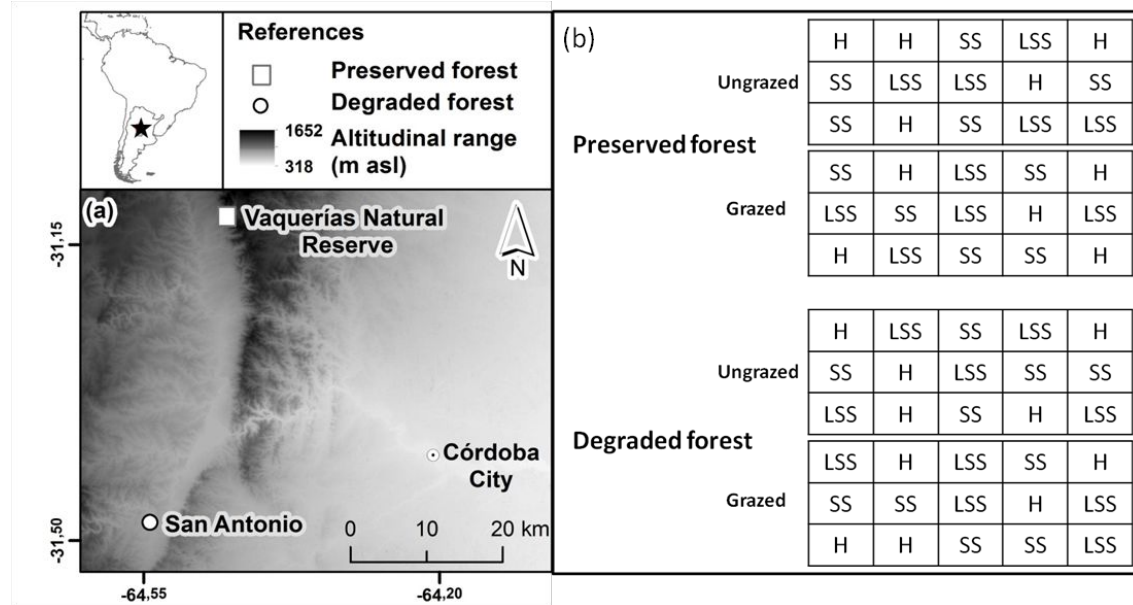 References
Preserved forest
Degraded forest
1652
318
Altitudinal range
(m asl)
(a)
Vaquerías Natural
Reserve
N
-31,15
Córdoba
City
San Antonio
0 10 20 km
-31,50
-64,55 -64,20
(b)
Preserved forest
Ungrazed
H H SS LSS H
SS LSS LSS H SS
SS H SS LSS LSS
Grazed
SS H LSS SS H
LSS SS LSS H LSS
H LSS SS SS H
Degraded forest
Ungrazed
H LSS SS LSS H
SS H LSS SS SS
LSS H SS H LSS
Grazed
LSS H LSS SS H
SS SS LSS H LSS
H H SS SS LSS